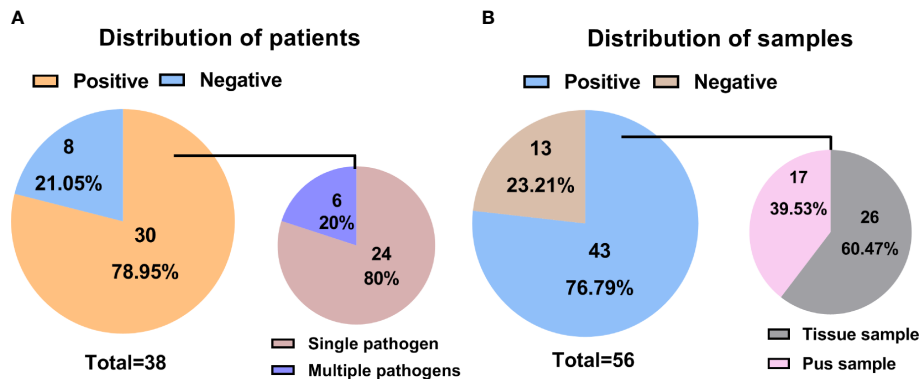 A
Distribution of patients
Positive Negative
8
21.05%
30
78.95%
Total=38
6
20%
24
80%
Single pathogen
Multiple pathogens
B
Distribution of samples
Positive Negative
13
23.21%
43
76.79%
Total=56
17
39.53%
26
60.47%
Tissue sample
Pus sample